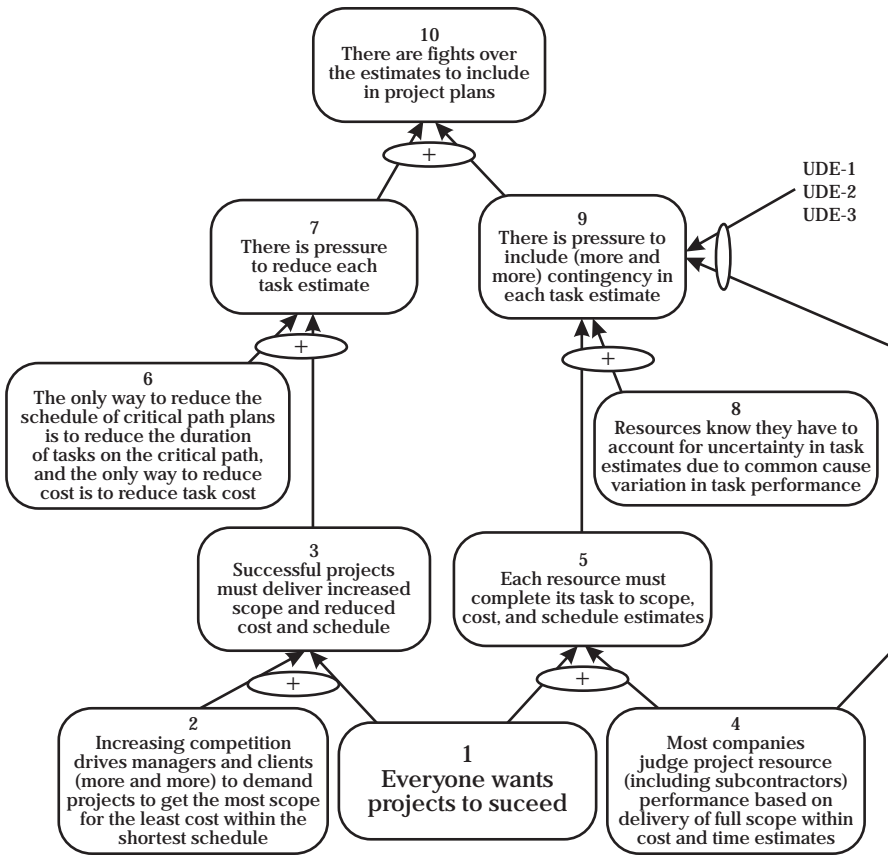 10
There are fights over
the estimates to include
in project plans
+
UDE-1
UDE-2
UDE-3
7
There is pressure
to reduce each
task estimate
9
There is pressure to
include (more and
more) contingency in
each task estimate
+
+
6
The only way to reduce the
schedule of critical path plans
is to reduce the duration
of tasks on the critical path,
and the only way to reduce
cost is to reduce task cost
8
Resources know they have to
account for uncertainty in task
estimates due to common cause
variation in task performance
3
Successful projects
must deliver increased
scope and reduced
cost and schedule
5
Each resource must
complete its task to scope,
cost, and schedule estimates
+
+
2
Increasing competition
drives managers and clients
(more and more) to demand
projects to get the most scope
for the least cost within the
shortest schedule
1
Everyone wants
projects to suceed
4
Most companies
judge project resource
(including subcontractors)
performance based on
delivery of full scope within
cost and time estimates